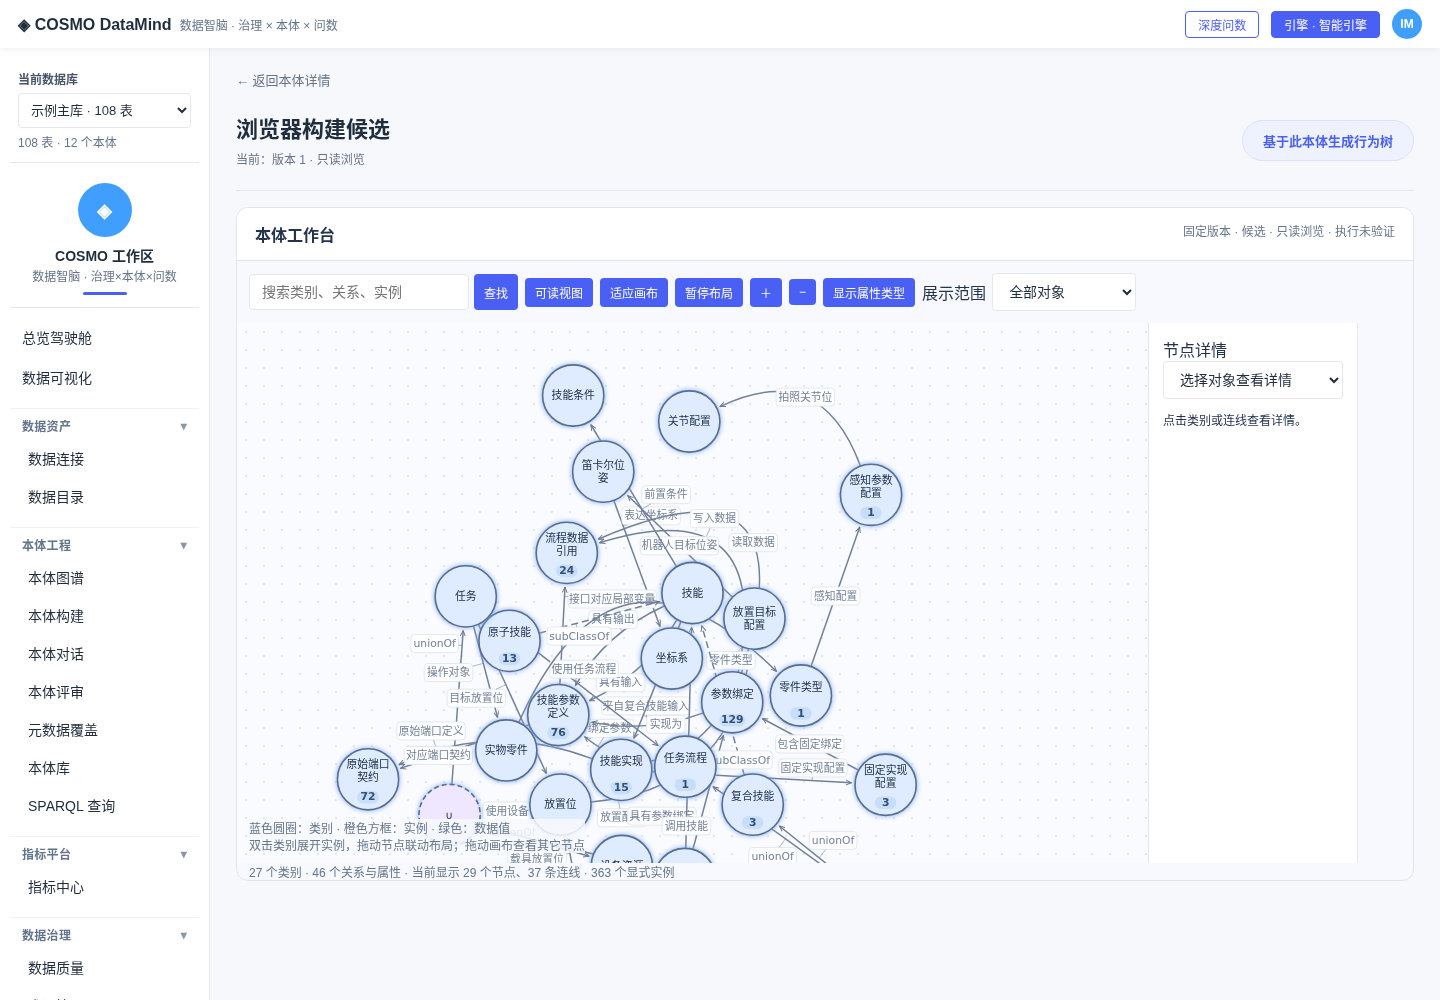 ◈ COSMO DataMind 数据智脑 · 治理 × 本体 × 问数
深度问数
引擎 · 智能引擎
IM
当前数据库
示例主库 · 108 表
108 表 · 12 个本体
◈
COSMO 工作区
数据智脑 · 治理×本体×问数
总览驾驶舱
数据可视化
数据资产 ▼
数据连接
数据目录
本体工程 ▼
本体图谱
本体构建
本体对话
本体评审
元数据覆盖
本体库
SPARQL 查询
指标平台 ▼
指标中心
数据治理 ▼
数据质量
← 返回本体详情
浏览器构建候选
当前：版本 1 · 只读浏览
基于此本体生成行为树
本体工作台
固定版本 · 候选 · 只读浏览 · 执行未验证
搜索类别、关系、实例
查找
可读视图
适应画布
暂停布局
＋
－
显示属性类型
展示范围
全部对象
节点详情
选择对象查看详情
点击类别或连线查看详情。
技能条件
关节配置
拍照关节位
笛卡尔位
姿
感知参数
配置
1
前置条件
表达坐标系
写入数据
流程数据
引用
24
机器人目标位姿
读取数据
任务
技能
感知配置
接口对应局部变量
放置目标
配置
具有输出
原子技能
13
unionOf
subClassOf
坐标系
零件类型
操作对象
使用任务流程
具有输入
零件类型
1
技能参数
定义
76
参数绑定
129
目标放置位
来自复合技能输入
绑定参数
实现为
原始端口定义
对应端口契约
实物零件
包含固定绑定
原始端口
契约
72
技能实现
15
任务流程
1
ubClassOf
固定实现配置
固定实现
配置
3
放置位
复合技能
3
∪
使用设备
放置
具有参数绑定
调用技能
unionOf
unionOf
载具放置位
设备资源
蓝色圆圈：类别 · 橙色方框：实例 · 绿色：数据值
双击类别展开实例，拖动节点联动布局；拖动画布查看其它节点
27 个类别 · 46 个关系与属性 · 当前显示 29 个节点、37 条连线 · 363 个显式实例